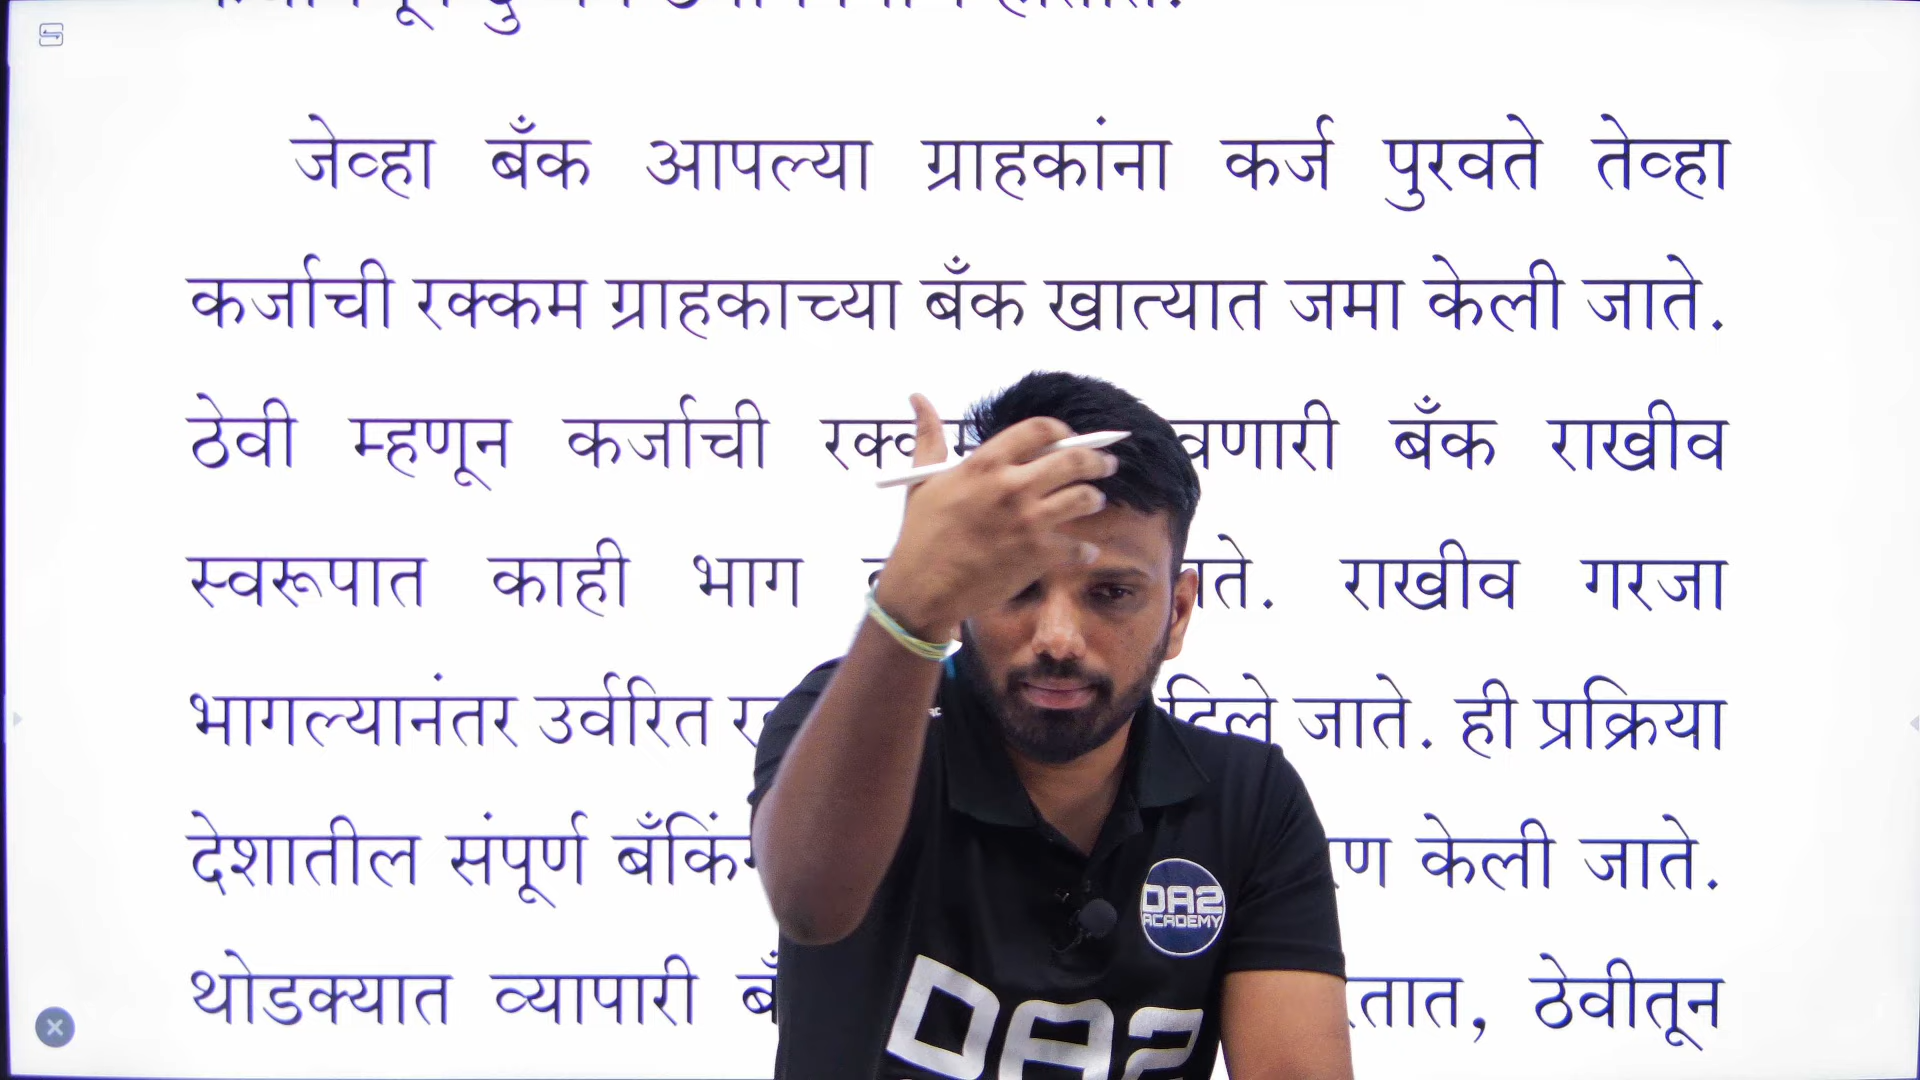 जेव्हा बँक आपल्या ग्राहकांना कर्ज पुरवते तेव्हा
कर्जाची रक्कम ग्राहकाच्या बँक खात्यात जमा केली जाते.
ठेवी म्हणून कर्जाची बँक राखीव
स्वरूपात काही भाग राखीव गरजा
भागल्यानंतर उर्वरित दिले जाते. ही प्रक्रिया
देशातील संपूर्ण केली जाते.
थोडक्यात व्यापारी ठेवीतून
DA2
ACADEMY
DA2